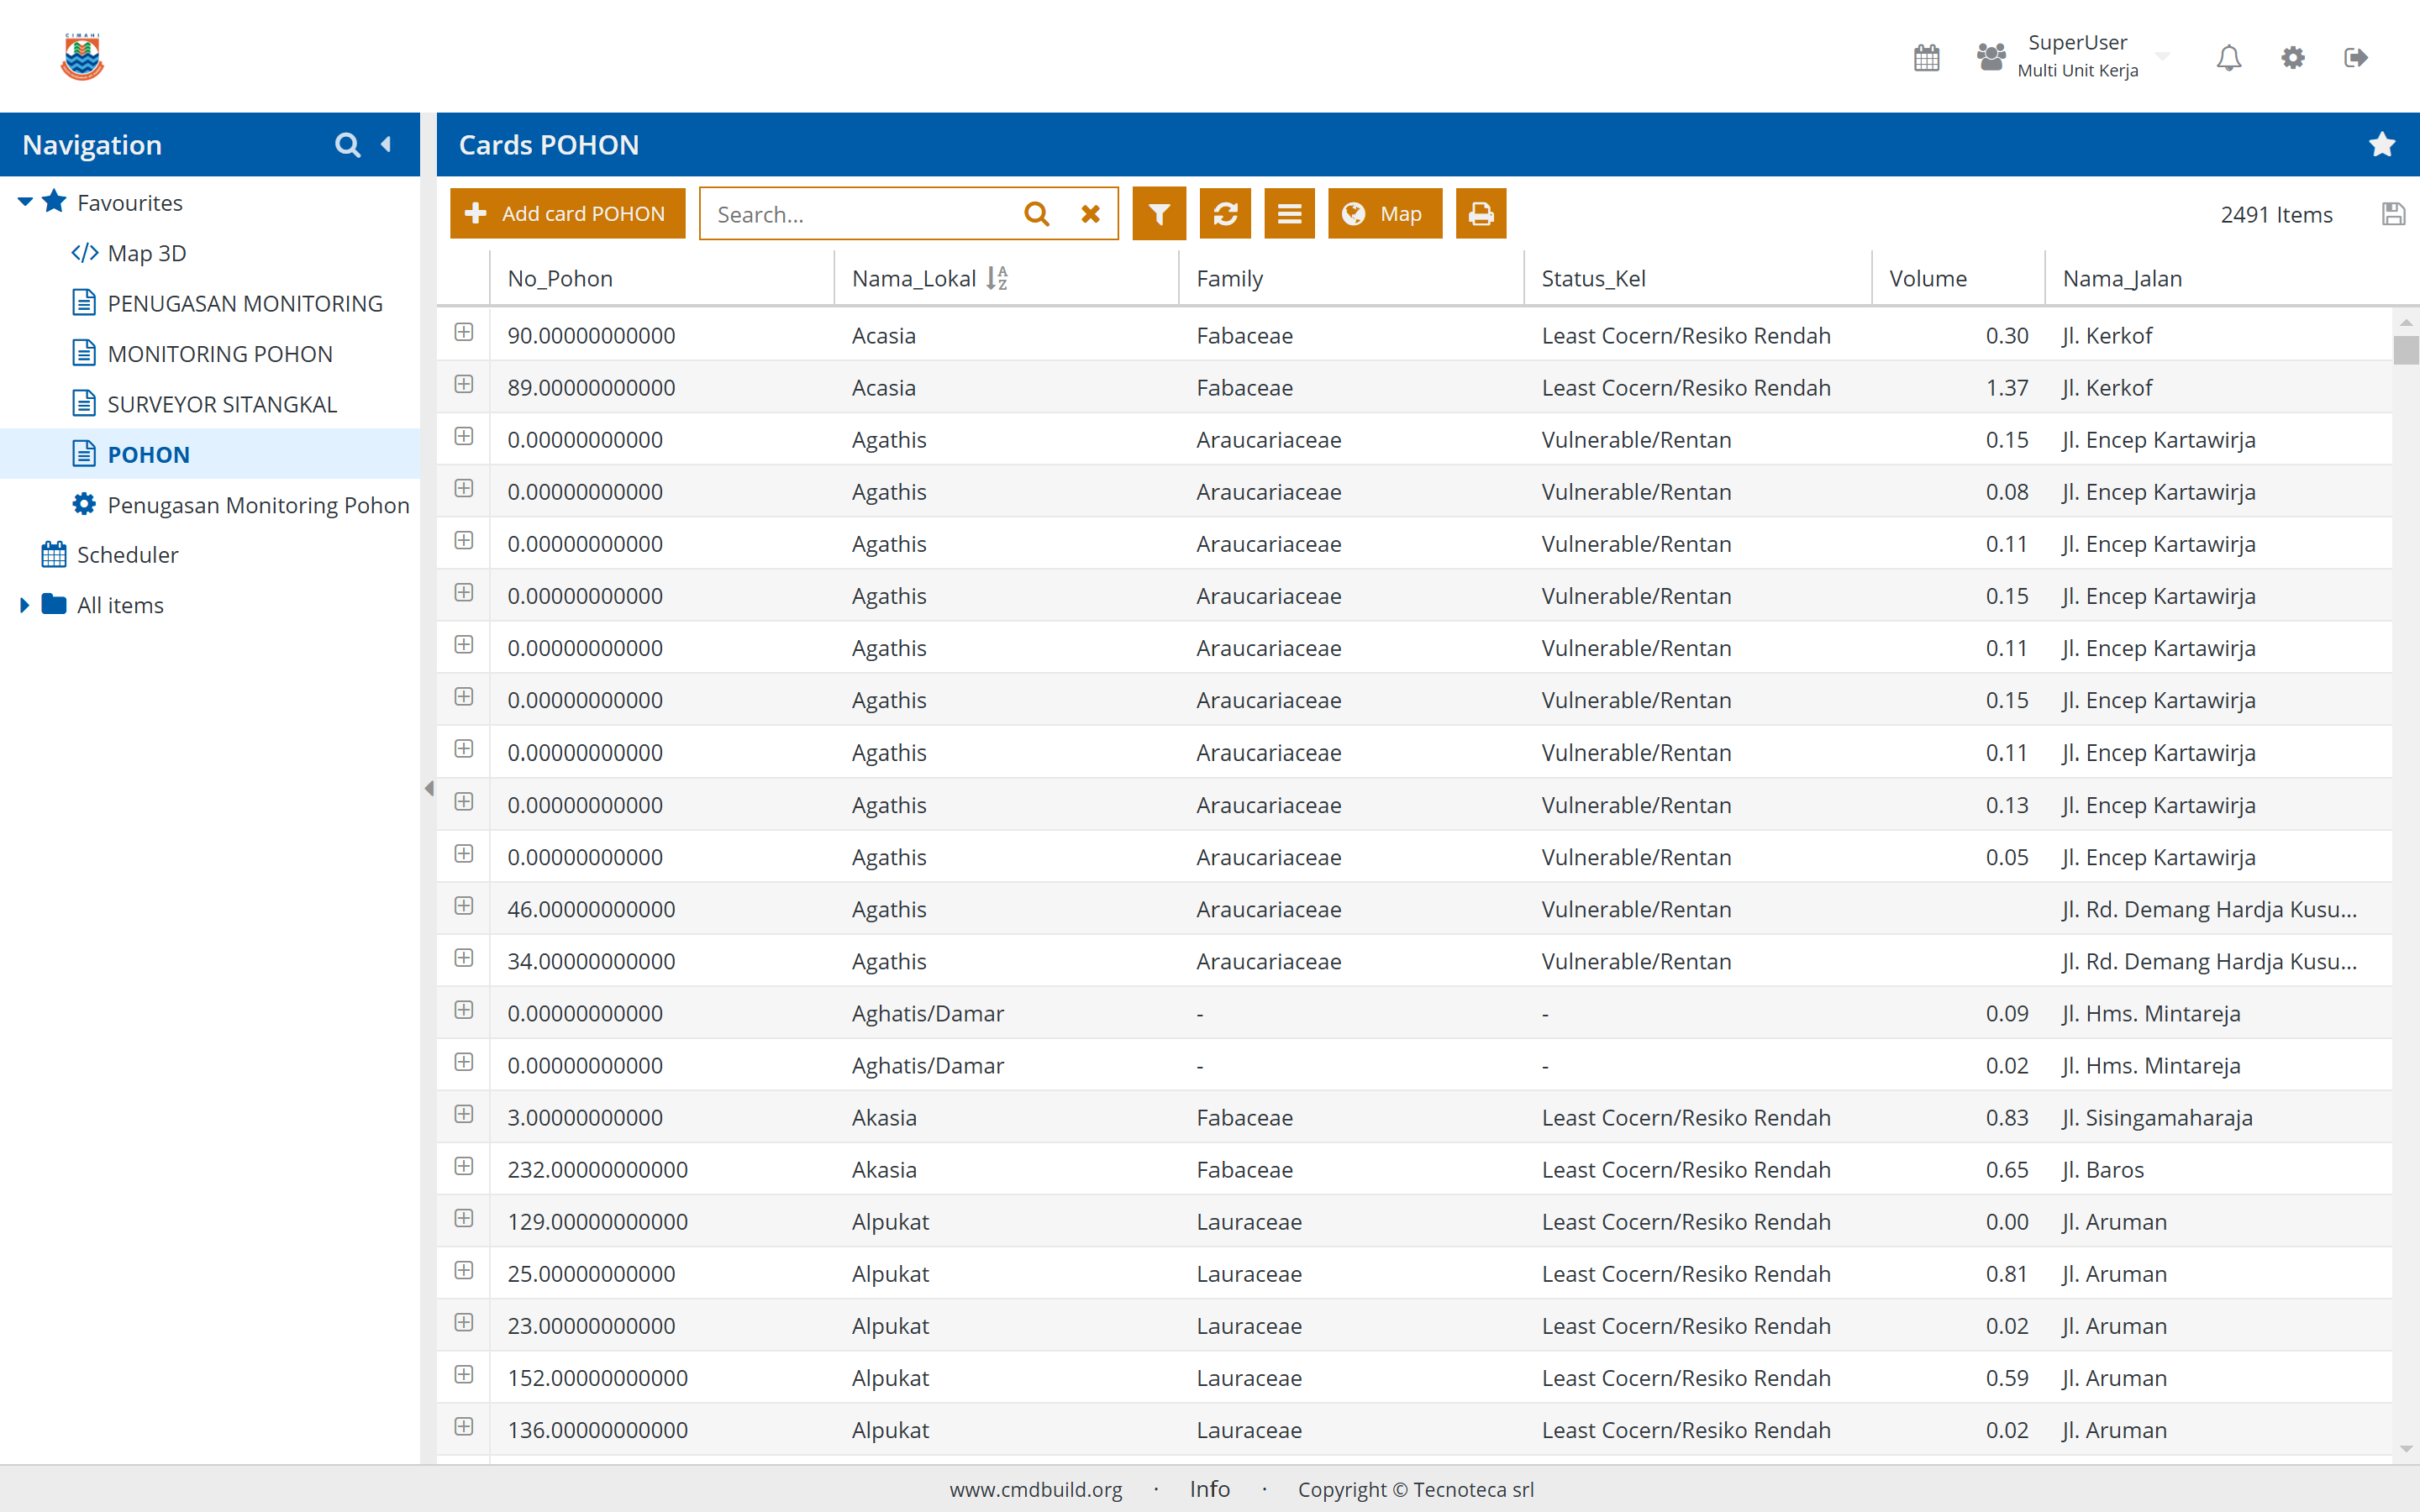 CIMAHI
SuperUser
Multi Unit Kerja
Navigation
Cards POHON
Favourites
Map 3D
PENUGASAN MONITORING
MONITORING POHON
SURVEYOR SITANGKAL
POHON
Penugasan Monitoring Pohon
Scheduler
All items
Add card POHON Search... Map 2491 Items
No_Pohon Nama_Lokal Family Status_Kel Volume Nama_Jalan
90.00000000000 Acasia Fabaceae Least Cocern/Resiko Rendah 0.30 Jl. Kerkof
89.00000000000 Acasia Fabaceae Least Cocern/Resiko Rendah 1.37 Jl. Kerkof
0.00000000000 Agathis Araucariaceae Vulnerable/Rentan 0.15 Jl. Encep Kartawirja
0.00000000000 Agathis Araucariaceae Vulnerable/Rentan 0.08 Jl. Encep Kartawirja
0.00000000000 Agathis Araucariaceae Vulnerable/Rentan 0.11 Jl. Encep Kartawirja
0.00000000000 Agathis Araucariaceae Vulnerable/Rentan 0.15 Jl. Encep Kartawirja
0.00000000000 Agathis Araucariaceae Vulnerable/Rentan 0.11 Jl. Encep Kartawirja
0.00000000000 Agathis Araucariaceae Vulnerable/Rentan 0.15 Jl. Encep Kartawirja
0.00000000000 Agathis Araucariaceae Vulnerable/Rentan 0.11 Jl. Encep Kartawirja
0.00000000000 Agathis Araucariaceae Vulnerable/Rentan 0.13 Jl. Encep Kartawirja
0.00000000000 Agathis Araucariaceae Vulnerable/Rentan 0.05 Jl. Encep Kartawirja
46.00000000000 Agathis Araucariaceae Vulnerable/Rentan Jl. Rd. Demang Hardja Kusu...
34.00000000000 Agathis Araucariaceae Vulnerable/Rentan Jl. Rd. Demang Hardja Kusu...
0.00000000000 Aghatis/Damar - - 0.09 Jl. Hms. Mintareja
0.00000000000 Aghatis/Damar - - 0.02 Jl. Hms. Mintareja
3.00000000000 Akasia Fabaceae Least Cocern/Resiko Rendah 0.83 Jl. Sisingamaharaja
232.00000000000 Akasia Fabaceae Least Cocern/Resiko Rendah 0.65 Jl. Baros
129.00000000000 Alpukat Lauraceae Least Cocern/Resiko Rendah 0.00 Jl. Aruman
25.00000000000 Alpukat Lauraceae Least Cocern/Resiko Rendah 0.81 Jl. Aruman
23.00000000000 Alpukat Lauraceae Least Cocern/Resiko Rendah 0.02 Jl. Aruman
152.00000000000 Alpukat Lauraceae Least Cocern/Resiko Rendah 0.59 Jl. Aruman
136.00000000000 Alpukat Lauraceae Least Cocern/Resiko Rendah 0.02 Jl. Aruman
www.cmdbuild.org · Info · Copyright © Tecnoteca srl